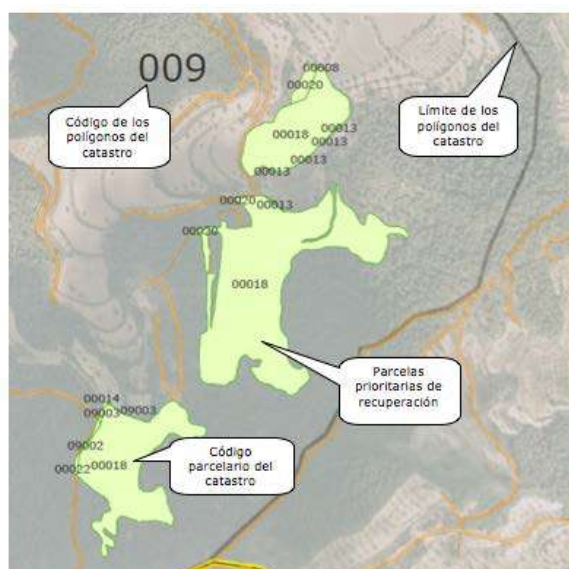 009
Código de los
polígonos del
catastro
00008
00020
00018
00013
00013
00013
00013
Límite de los
polígonos del
catastro
00020
00013
00030
00018
Parcelas
prioritarias de
recuperación
00014
09003
09003
09002
00022
00018
Código
parcelario del
catastro